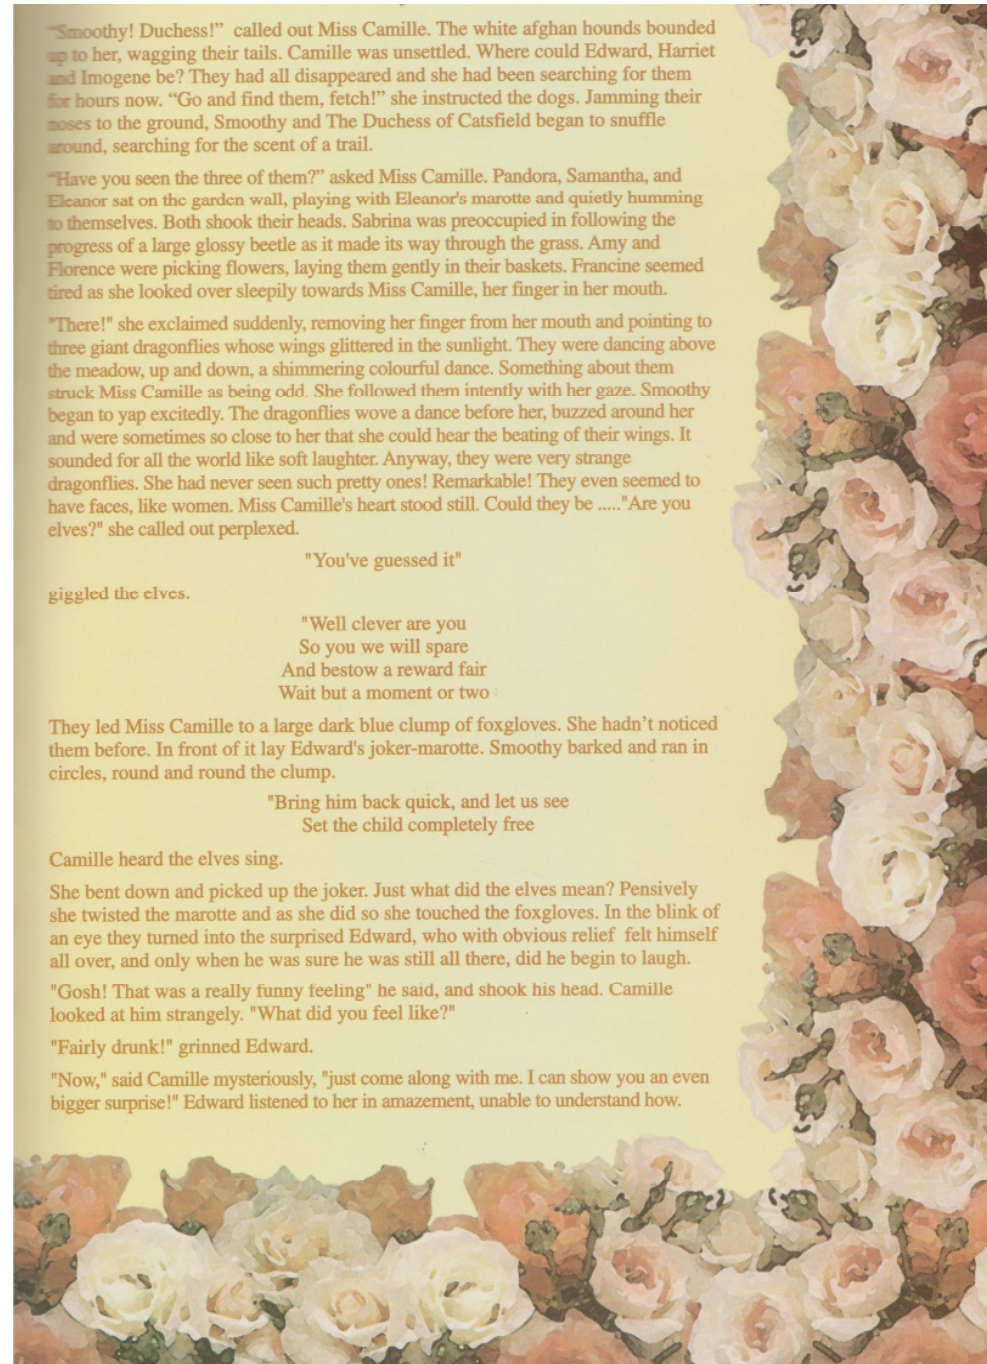 "Smoothy! Duchess!” called out Miss Camille. The white afghan hounds bounded
up to her, wagging their tails. Camille was unsettled. Where could Edward, Harriet
and Imogene be? They had all disappeared and she had been searching for them
for hours now. “Go and find them, fetch!” she instructed the dogs. Jamming their
noses to the ground, Smoothy and The Duchess of Catsfield began to snuffle
around, searching for the scent of a trail.
"Have you seen the three of them?” asked Miss Camille. Pandora, Samantha, and
Eleanor sat on the garden wall, playing with Eleanor's marotte and quietly humming
to themselves. Both shook their heads. Sabrina was preoccupied in following the
progress of a large glossy beetle as it made its way through the grass. Amy and
Florence were picking flowers, laying them gently in their baskets. Francine seemed
tired as she looked over sleepily towards Miss Camille, her finger in her mouth.
"There!" she exclaimed suddenly, removing her finger from her mouth and pointing to
three giant dragonflies whose wings glittered in the sunlight. They were dancing above
the meadow, up and down, a shimmering colourful dance. Something about them
struck Miss Camille as being odd. She followed them intently with her gaze. Smoothy
began to yap excitedly. The dragonflies wove a dance before her, buzzed around her
and were sometimes so close to her that she could hear the beating of their wings. It
sounded for all the world like soft laughter. Anyway, they were very strange
dragonflies. She had never seen such pretty ones! Remarkable! They even seemed to
have faces, like women. Miss Camille's heart stood still. Could they be ....."Are you
elves?" she called out perplexed.
"You've guessed it"
giggled the elves.
"Well clever are you
So you we will spare
And bestow a reward fair
Wait but a moment or two
They led Miss Camille to a large dark blue clump of foxgloves. She hadn’t noticed
them before. In front of it lay Edward's joker-marotte. Smoothy barked and ran in
circles, round and round the clump.
"Bring him back quick, and let us see
Set the child completely free
Camille heard the elves sing.
She bent down and picked up the joker. Just what did the elves mean? Pensively
she twisted the marotte and as she did so she touched the foxgloves. In the blink of
an eye they turned into the surprised Edward, who with obvious relief felt himself
all over, and only when he was sure he was still all there, did he begin to laugh.
"Gosh! That was a really funny feeling" he said, and shook his head. Camille
looked at him strangely. "What did you feel like?"
"Fairly drunk!" grinned Edward.
"Now," said Camille mysteriously, "just come along with me. I can show you an even
bigger surprise!" Edward listened to her in amazement, unable to understand how.